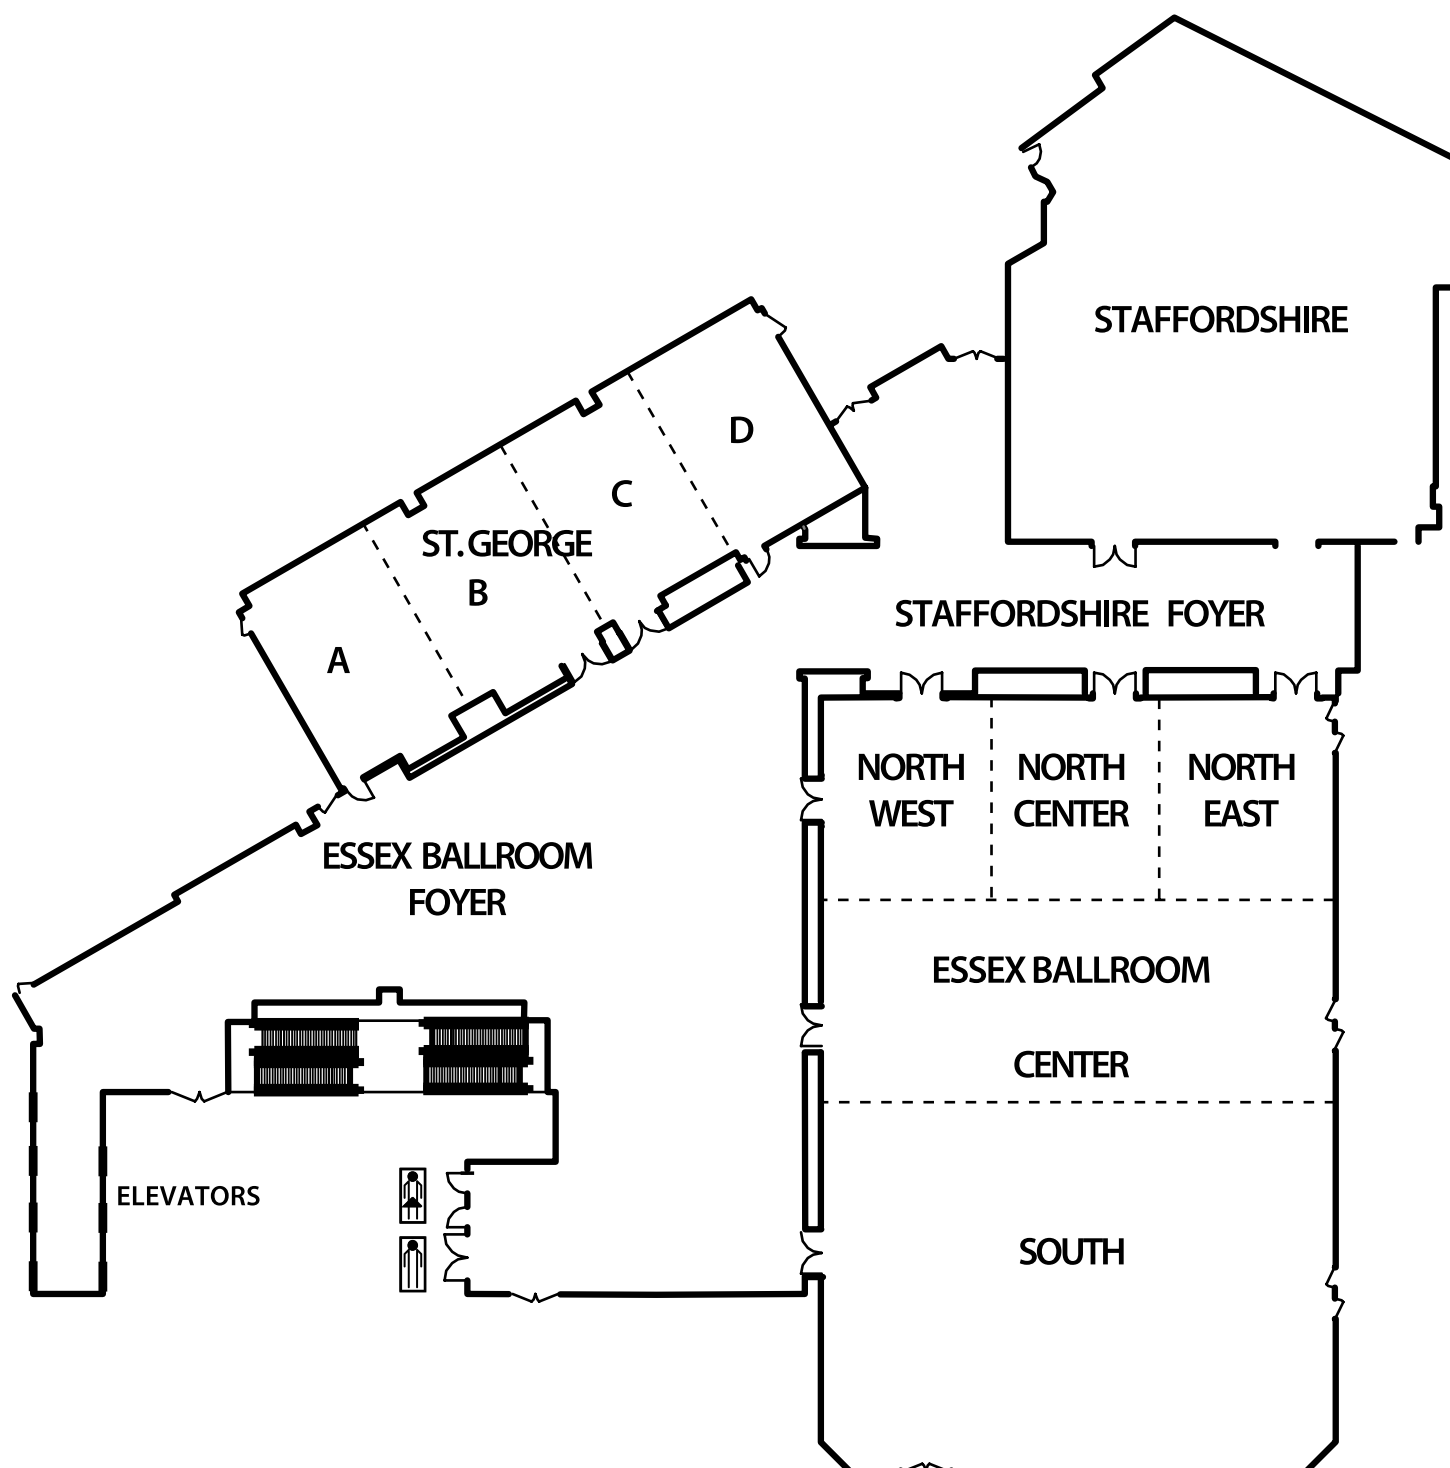 STAFFORDSHIRE
D
C
ST. GEORGE
B
A
STAFFORDSHIRE FOYER
NORTH
WEST
NORTH
CENTER
NORTH
EAST
ESSEX BALLROOM
FOYER
ESSEX BALLROOM
CENTER
ELEVATORS
SOUTH